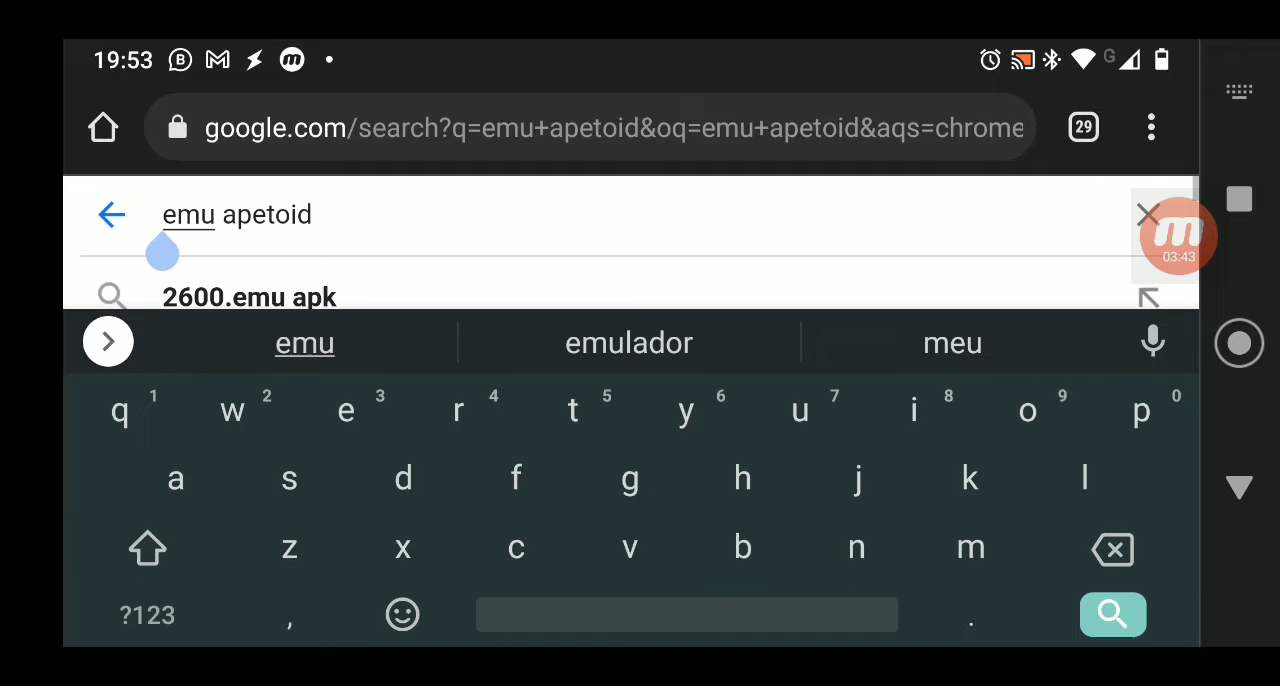 19:53
G
google.com/search?q=emu+apetoid&oq=emu+apetoid&aqs=chrome
29
emu apetoid
m
03:43
2600.emu apk
emu emulador meu
q 1 w 2 e 3 r 4 t 5 y 6 u 7 i 8 o 9 p 0
a s d f g h j k l
z x c v b n m
?123 , .